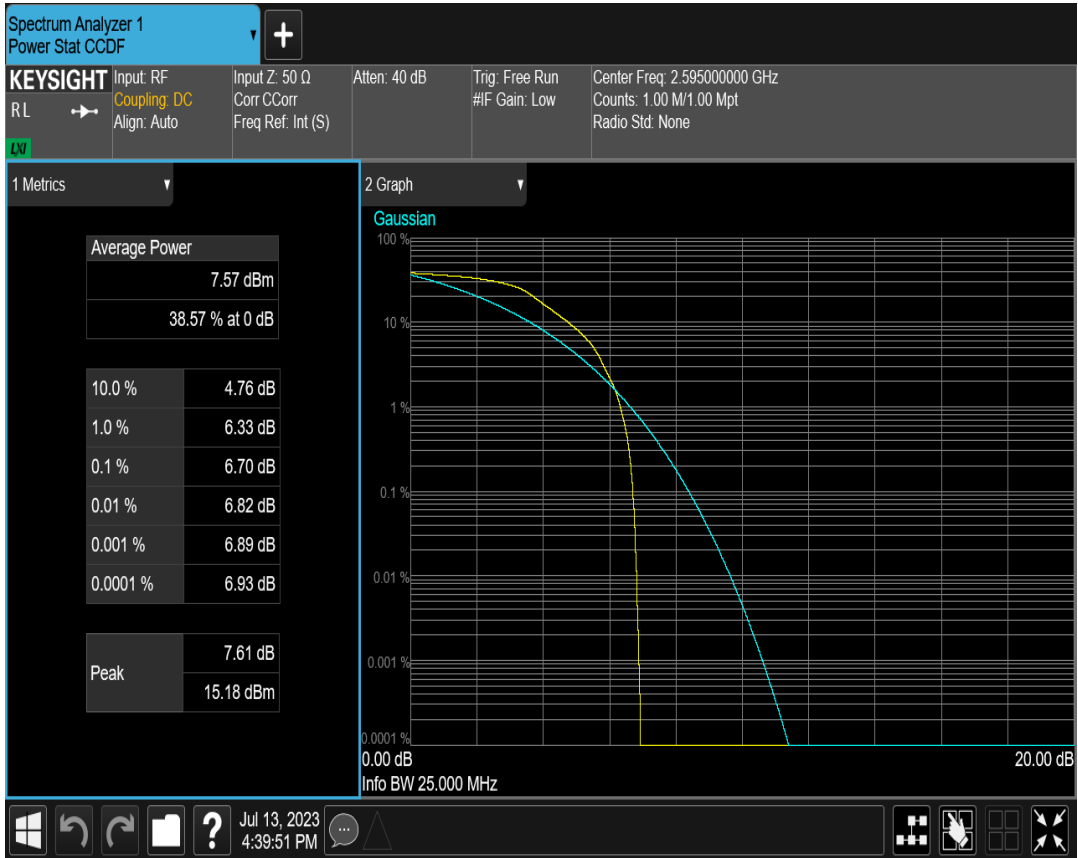 Spectrum Analyzer 1
Power Stat CCDF
KEYSIGHT
RL
LXI
Input: RF
Coupling: DC
Align: Auto
Input Z: 50 Ω
Corr CCorr
Freq Ref: Int (S)
Atten: 40 dB
Trig: Free Run
#IF Gain: Low
Center Freq: 2.595000000 GHz
Counts: 1.00 M/1.00 Mpt
Radio Std: None
1 Metrics
Average Power
7.57 dBm
38.57 % at 0 dB
10.0 % 4.76 dB
1.0 % 6.33 dB
0.1 % 6.70 dB
0.01 % 6.82 dB
0.001 % 6.89 dB
0.0001 % 6.93 dB
Peak
7.61 dB
15.18 dBm
2 Graph
Gaussian
100 %
10 %
1 %
0.1 %
0.01 %
0.001 %
0.0001 %
0.00 dB 20.00 dB
Info BW 25.000 MHz
Jul 13, 2023
4:39:51 PM